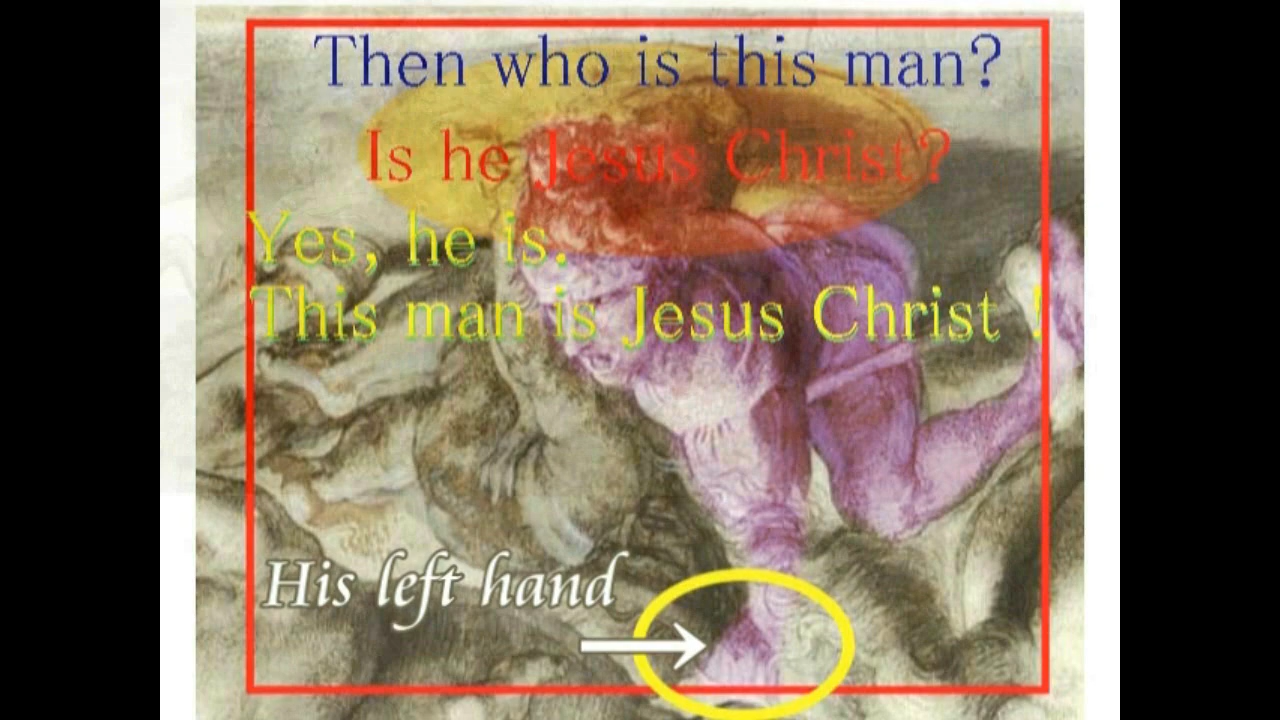 Then who is this man?
Is he Jesus Christ?
Yes, he is.
This man is Jesus Christ !
His left hand